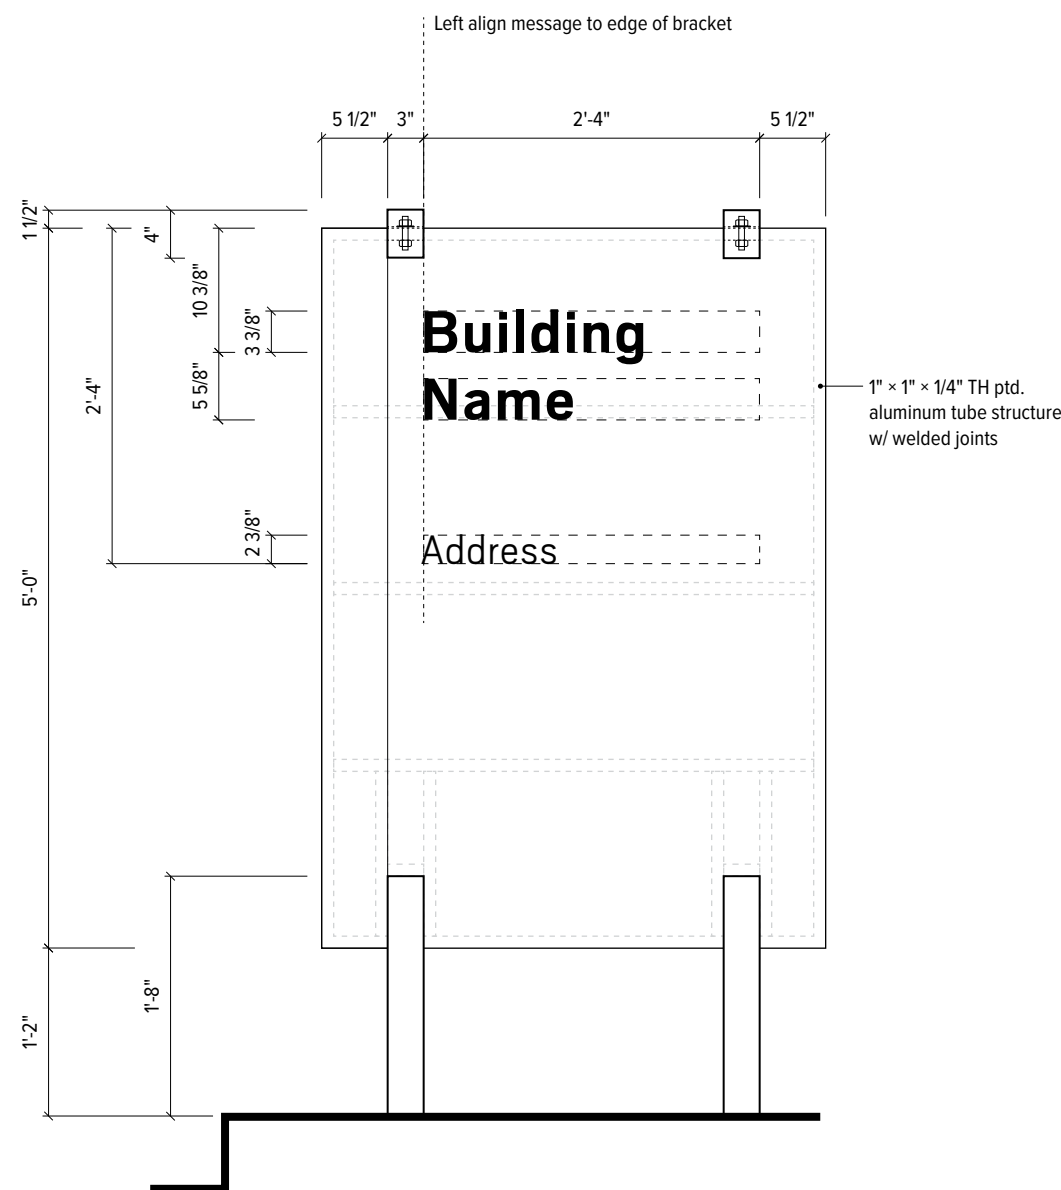 Left align message to edge of bracket
5 1/2" 3" 2'-4" 5 1/2"
1 1/2"
4"
10 3/8"
3 3/8"
Building
Name
2'-4"
5 5/8"
1" × 1" × 1/4" TH ptd.
aluminum tube structure
w/ welded joints
2 3/8"
Address
5'-0"
1'-8"
1'-2"